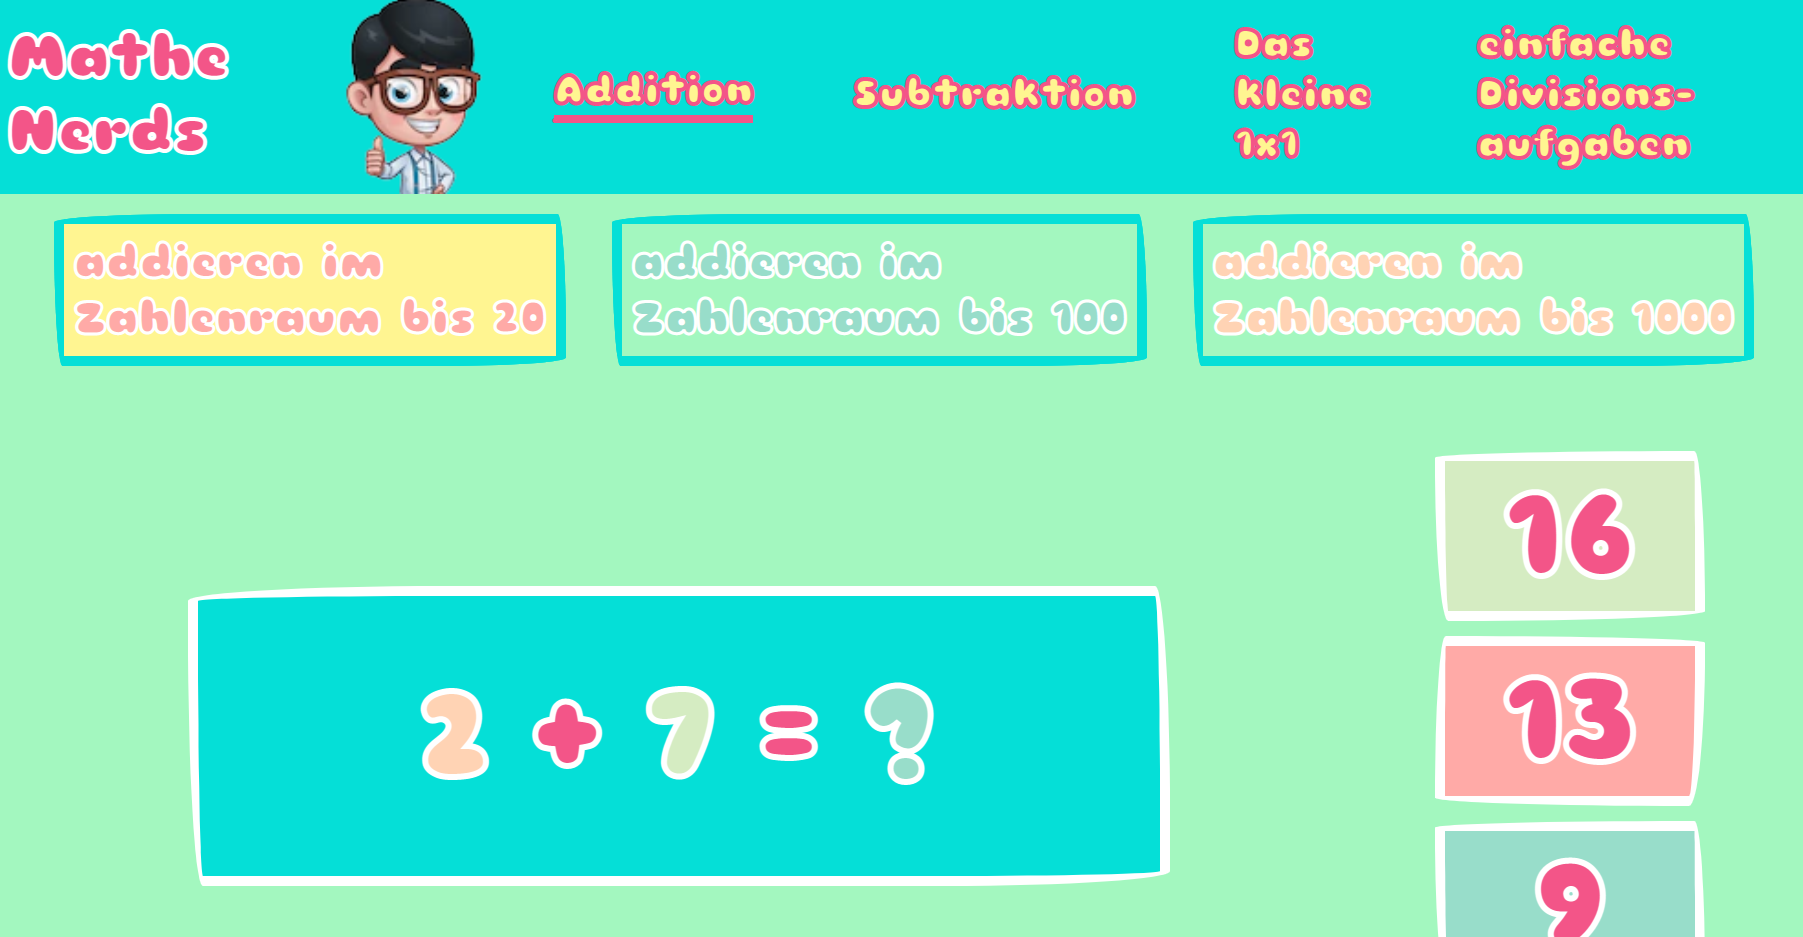 Mathe
Nerds
Addition
Subtraktion
Das
kleine
1x1
einfache
Divisions-
aufgaben
addieren im
Zahlenraum bis 20
addieren im
Zahlenraum bis 100
addieren im
Zahlenraum bis 1000
2 + 7 = ?
16
13
9